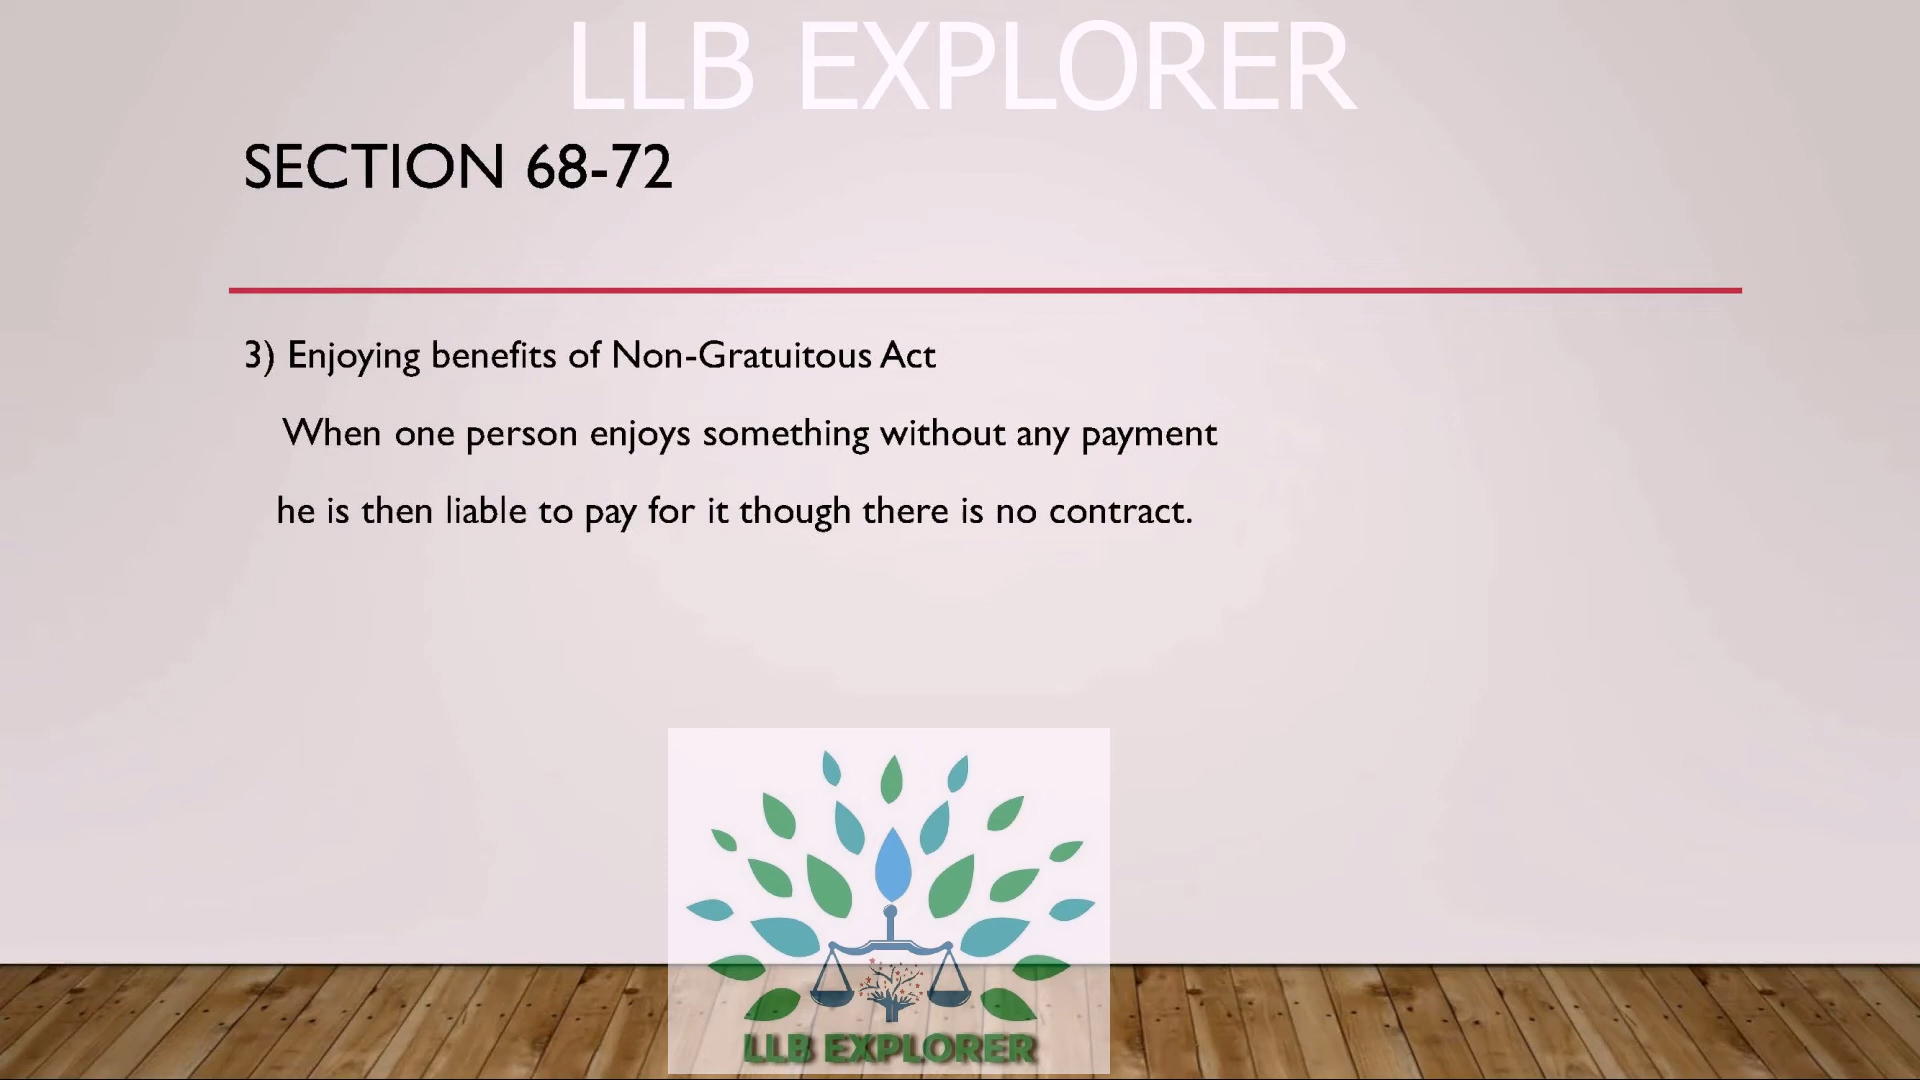 LLB EXPLORER
SECTION 68-72
3) Enjoying benefits of Non-Gratuitous Act
When one person enjoys something without any payment
he is then liable to pay for it though there is no contract.
LLB EXPLORER